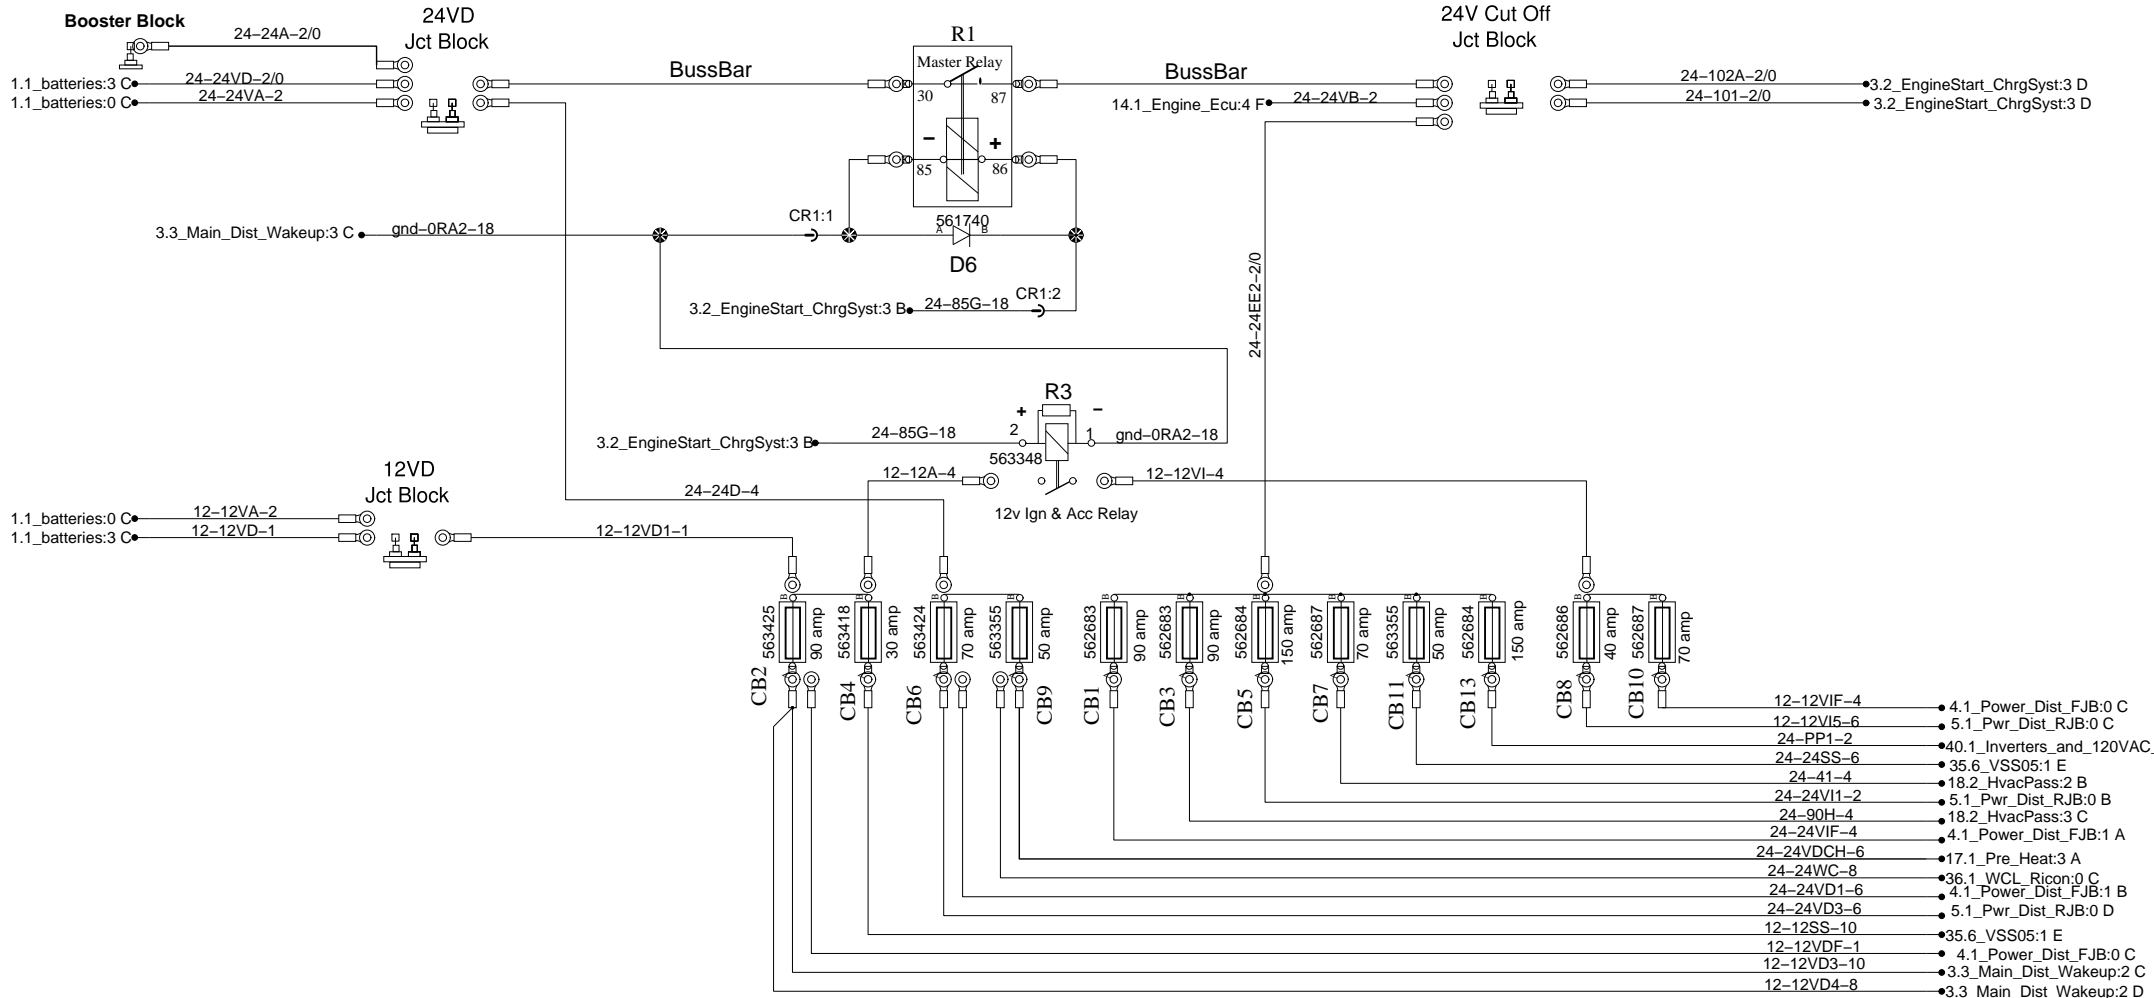 Booster Block
24VD
Jct Block
24V Cut Off
Jct Block
24–24A–2/0
1.1_batteries:3 C
24–24VD–2/0
1.1_batteries:0 C
24–24VA–2
BussBar
R1
Master Relay
30
87
–
+
85
86
BussBar
14.1_Engine_Ecu:4 F
24–24VB–2
24–102A–2/0
3.2_EngineStart_ChrgSyst:3 D
24–101–2/0
3.2_EngineStart_ChrgSyst:3 D
3.3_Main_Dist_Wakeup:3 C
gnd–0RA2–18
CR1:1
561740
A
B
D6
3.2_EngineStart_ChrgSyst:3 B
24–85G–18
CR1:2
24–24EE2–2/0
R3
+
–
3.2_EngineStart_ChrgSyst:3 B
24–85G–18
2
1
gnd–0RA2–18
563348
12–12A–4
12–12VI–4
12v Ign & Acc Relay
24–24D–4
12VD
Jct Block
1.1_batteries:0 C
12–12VA–2
1.1_batteries:3 C
12–12VD–1
12–12VD1–1
B
563425
90 amp
A
CB2
B
563418
30 amp
A
CB4
B
563424
70 amp
A
CB6
B
563355
50 amp
A
CB9
B
562683
90 amp
A
CB1
B
562683
90 amp
A
CB3
B
562684
150 amp
A
CB5
B
562687
70 amp
A
CB7
B
563355
50 amp
A
CB11
B
562684
150 amp
A
CB13
B
562686
40 amp
A
CB8
B
562687
70 amp
A
CB10
12–12VIF–4
4.1_Power_Dist_FJB:0 C
12–12VI5–6
5.1_Pwr_Dist_RJB:0 C
24–PP1–2
40.1_Inverters_and_120VAC_
24–24SS–6
35.6_VSS05:1 E
24–41–4
18.2_HvacPass:2 B
24–24VI1–2
5.1_Pwr_Dist_RJB:0 B
24–90H–4
18.2_HvacPass:3 C
24–24VIF–4
4.1_Power_Dist_FJB:1 A
24–24VDCH–6
17.1_Pre_Heat:3 A
24–24WC–8
36.1_WCL_Ricon:0 C
24–24VD1–6
4.1_Power_Dist_FJB:1 B
24–24VD3–6
5.1_Pwr_Dist_RJB:0 D
12–12SS–10
35.6_VSS05:1 E
12–12VDF–1
4.1_Power_Dist_FJB:0 C
12–12VD3–10
3.3_Main_Dist_Wakeup:2 C
12–12VD4–8
3.3_Main_Dist_Wakeup:2 D